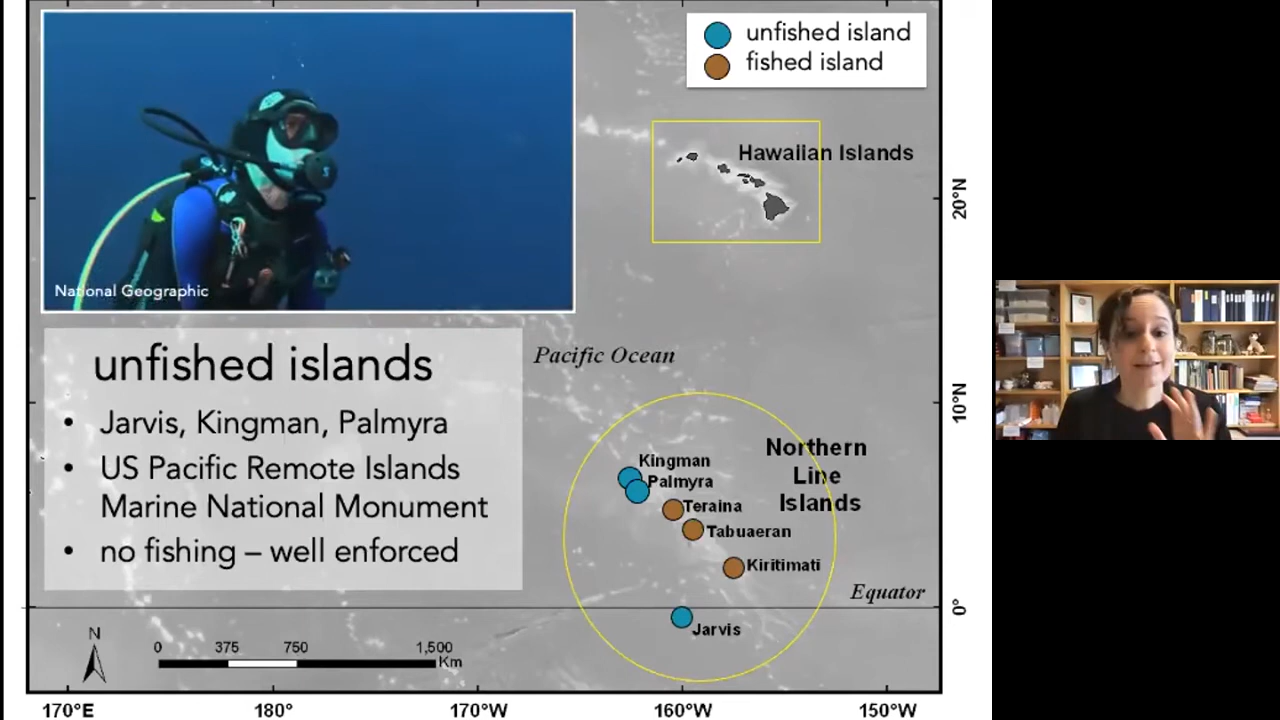 unfished island
fished island
National Geographic
Hawaiian Islands
20°N
Pacific Ocean
unfished islands
• Jarvis, Kingman, Palmyra
• US Pacific Remote Islands
Marine National Monument
• no fishing – well enforced
10°N
Northern
Line
Islands
Kingman
Palmyra
Teraina
Tabuaeran
Kiritimati
Equator
0°
Jarvis
N
0 375 750 1,500
Km
170°E 180° 170°W 160°W 150°W